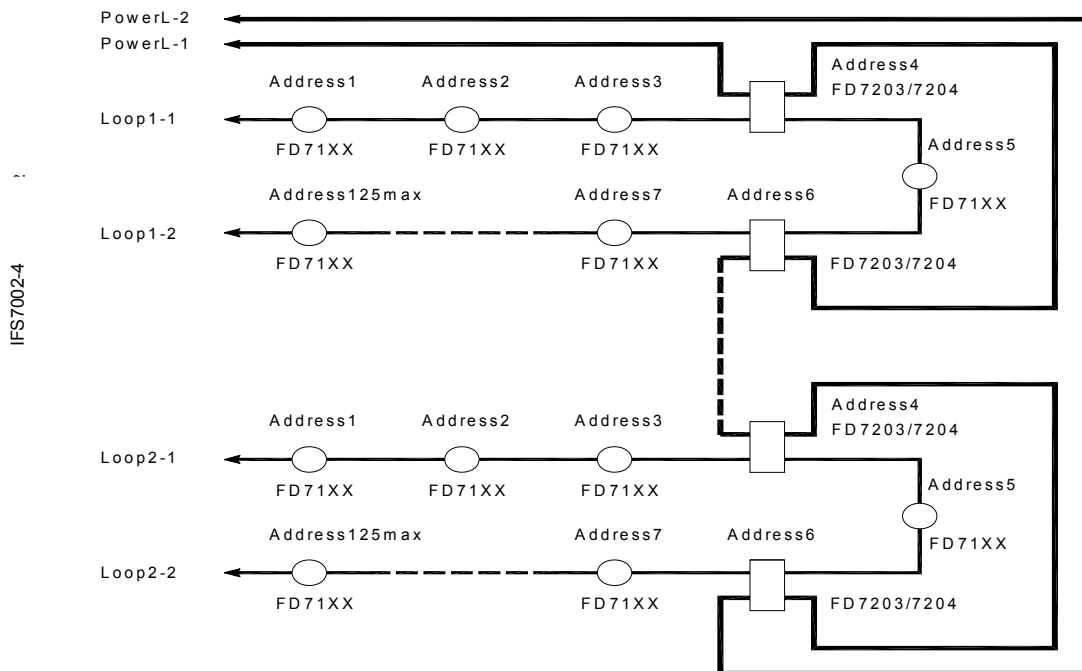 PowerL-2
PowerL-1
Address4
FD7203/7204
Address1 Address2 Address3
Loop1-1
FD71XX FD71XX FD71XX
Address5
FD71XX
Address125max Address7 Address6
Loop1-2
FD71XX FD71XX FD7203/7204
IFS7002-4
Address4
FD7203/7204
Address1 Address2 Address3
Loop2-1
FD71XX FD71XX FD71XX
Address5
FD71XX
Address125max Address7 Address6
Loop2-2
FD71XX FD71XX FD7203/7204